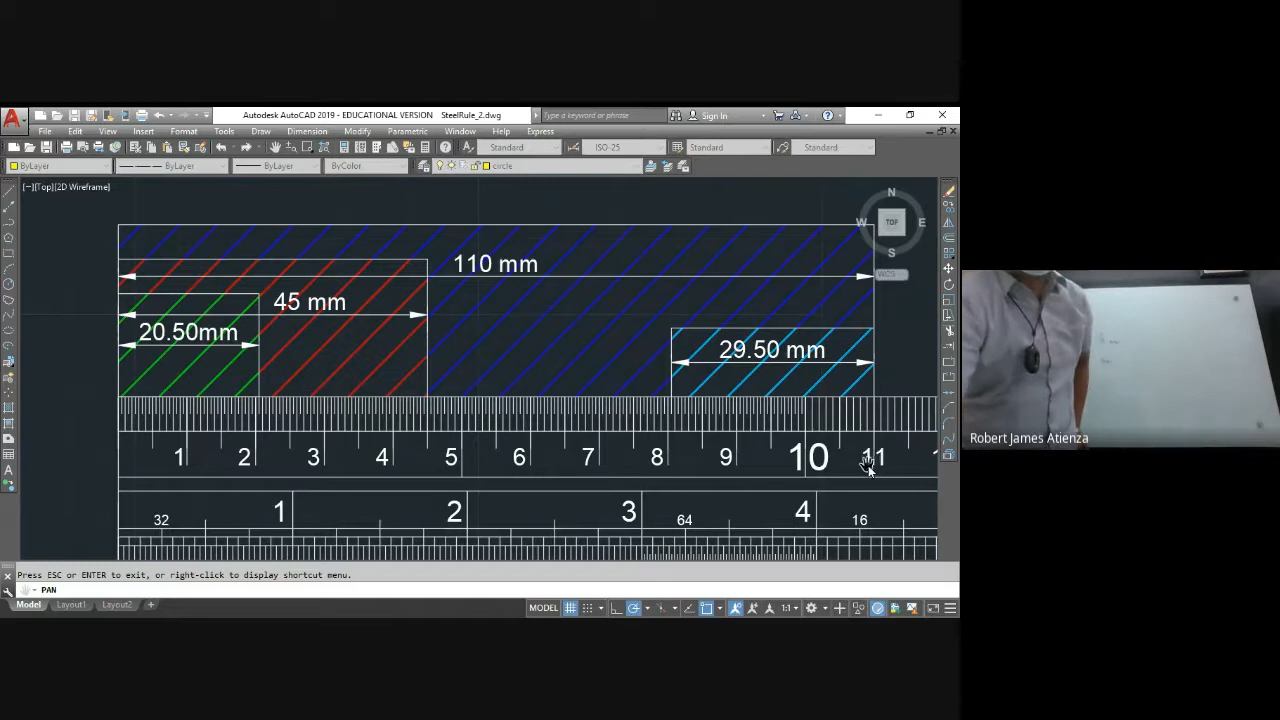 Autodesk AutoCAD 2019 - EDUCATIONAL VERSION SteelRule_2.dwg
Type a keyword or phrase
Sign In
File Edit View Insert Format Tools Draw Dimension Modify Parametric Window Help Express
Standard ISO-25 Standard Standard
ByLayer ByLayer ByLayer ByColor circle
[−][Top][2D Wireframe]
N
W TOP E
S
WCS
110 mm
45 mm
20.50mm
29.50 mm
1 2 3 4 5 6 7 8 9 10 11
1 2 3 4
32 64 16
Press ESC or ENTER to exit, or right-click to display shortcut menu.
PAN
Model Layout1 Layout2 +
MODEL 1:1
Robert James Atienza